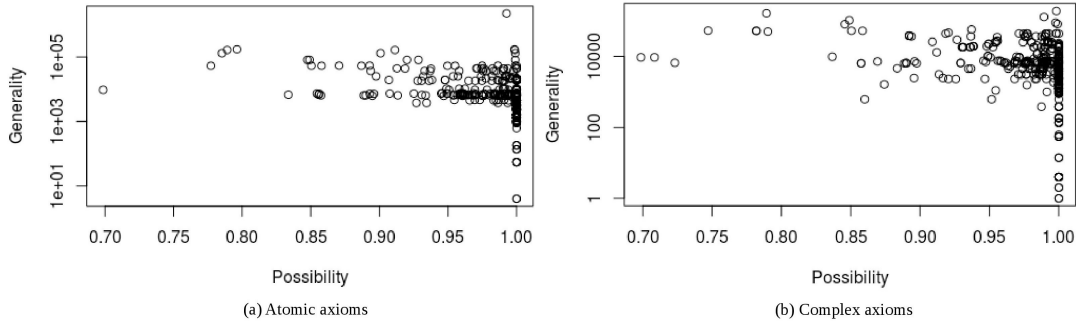 Generality
1e+05
1e+03
1e+01
0.70 0.75 0.80 0.85 0.90 0.95 1.00
Possibility
(a) Atomic axioms
Generality
10000
100
1
0.70 0.75 0.80 0.85 0.90 0.95 1.00
Possibility
(b) Complex axioms